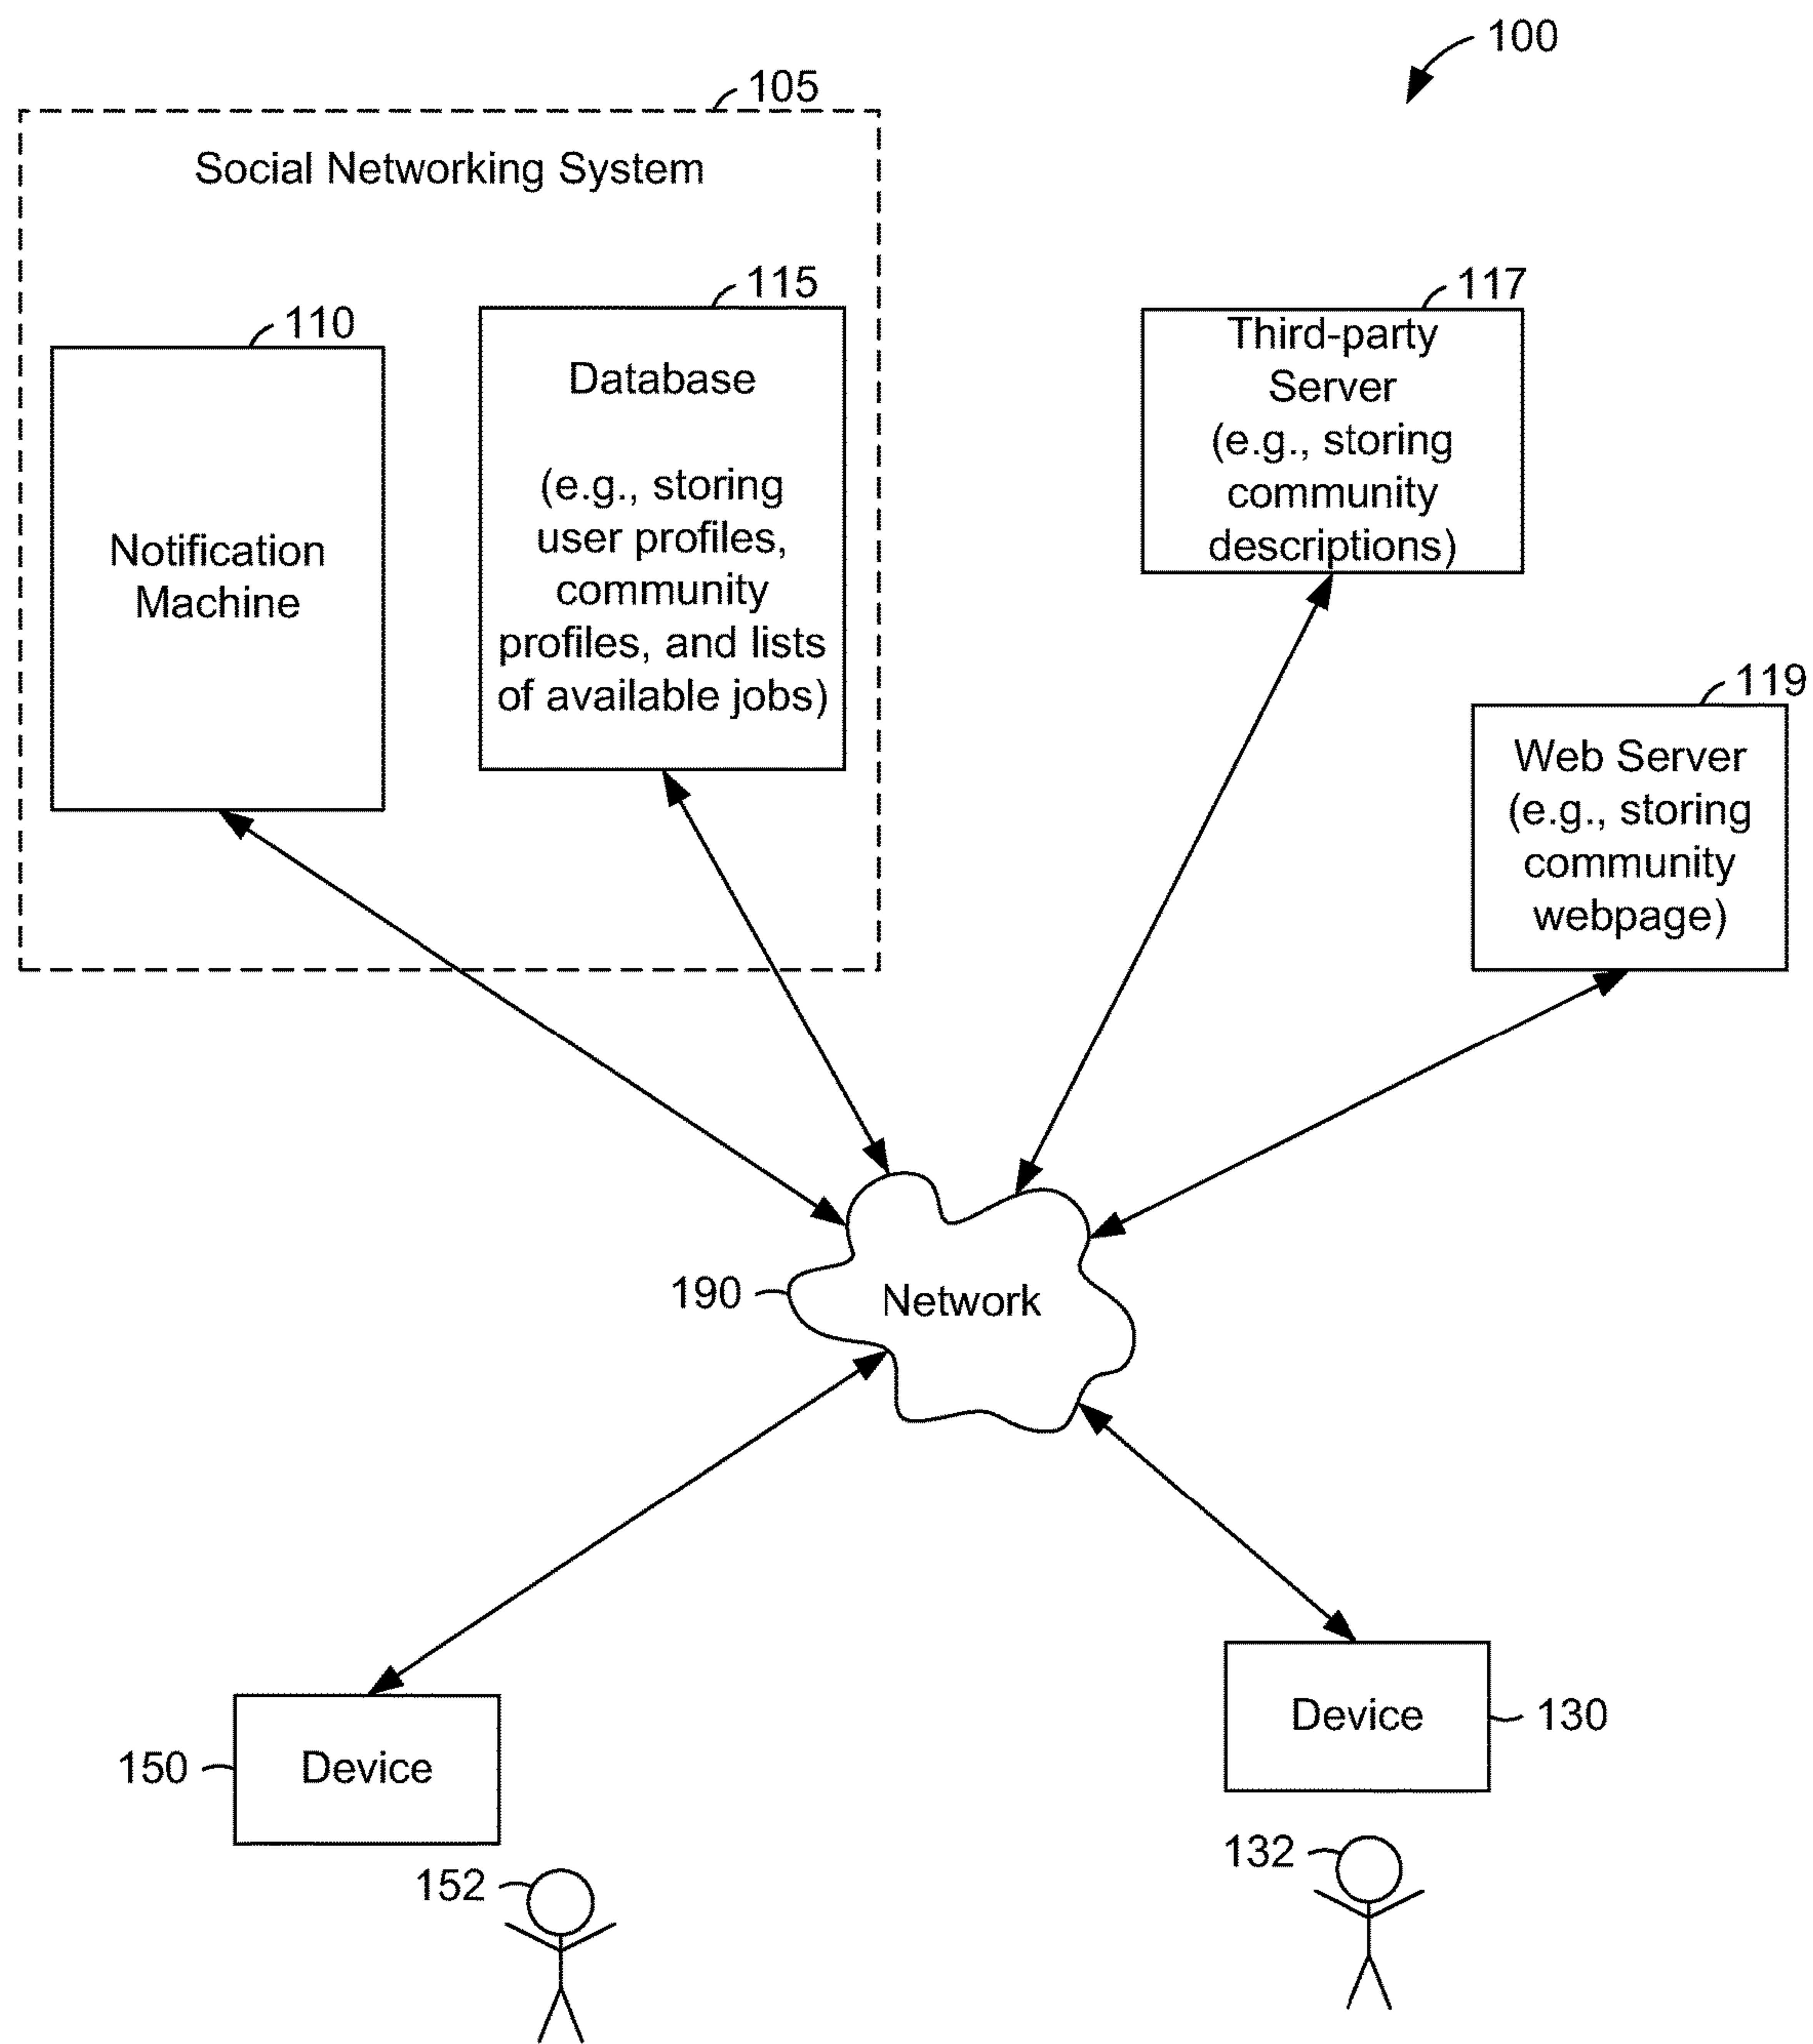 100
105
Social Networking System
110
Notification
Machine
115
Database
(e.g., storing
user profiles,
community
profiles, and lists
of available jobs)
117
Third-party
Server
(e.g., storing
community
descriptions)
119
Web Server
(e.g., storing
community
webpage)
190
Network
150
Device
152
Device
130
132